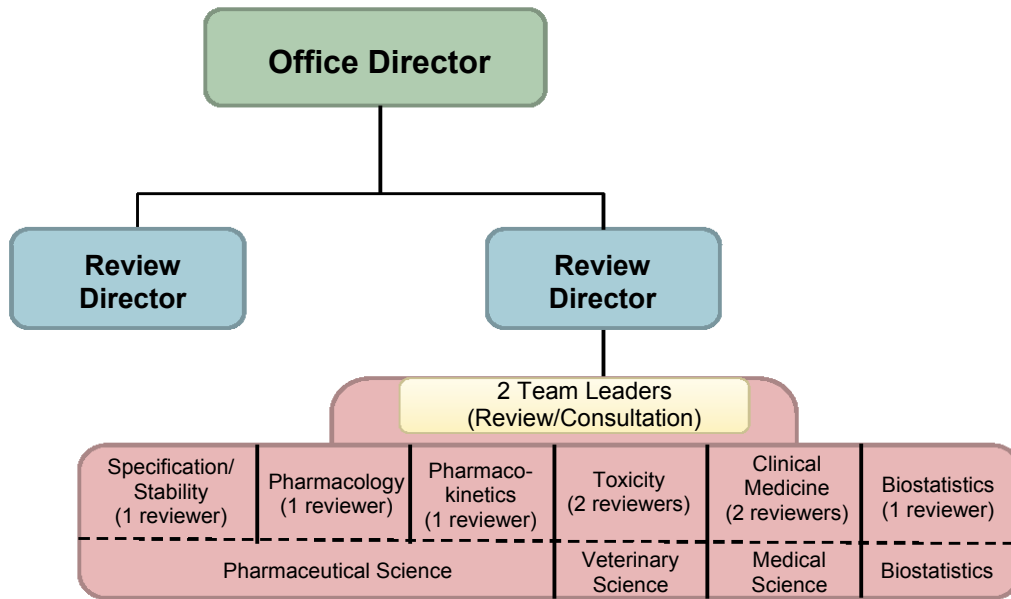 Office Director
Review
Director
Review
Director
2 Team Leaders
(Review/Consultation)
Specification/
Stability
(1 reviewer)
Pharmacology
(1 reviewer)
Pharmaco-
kinetics
(1 reviewer)
Toxicity
(2 reviewers)
Clinical
Medicine
(2 reviewers)
Biostatistics
(1 reviewer)
Pharmaceutical Science
Veterinary
Science
Medical
Science
Biostatistics